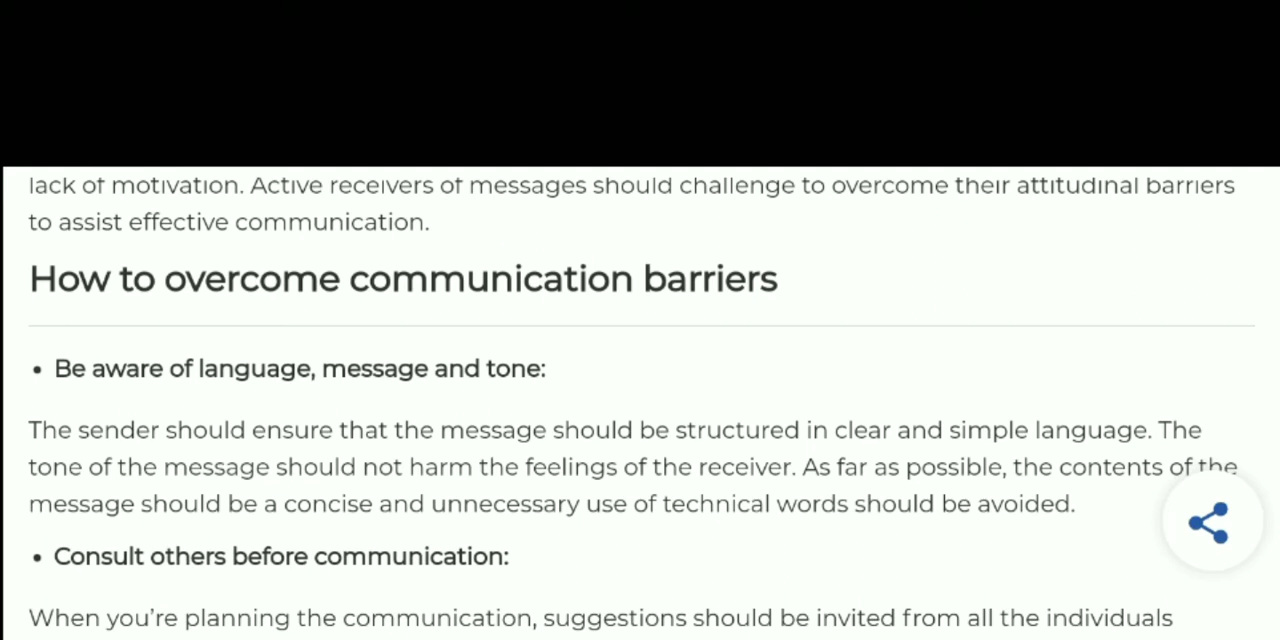 lack of motivation. Active receivers of messages should challenge to overcome their attitudinal barriers
to assist effective communication.
How to overcome communication barriers
• Be aware of language, message and tone:
The sender should ensure that the message should be structured in clear and simple language. The
tone of the message should not harm the feelings of the receiver. As far as possible, the contents of the
message should be a concise and unnecessary use of technical words should be avoided.
• Consult others before communication:
When you’re planning the communication, suggestions should be invited from all the individuals